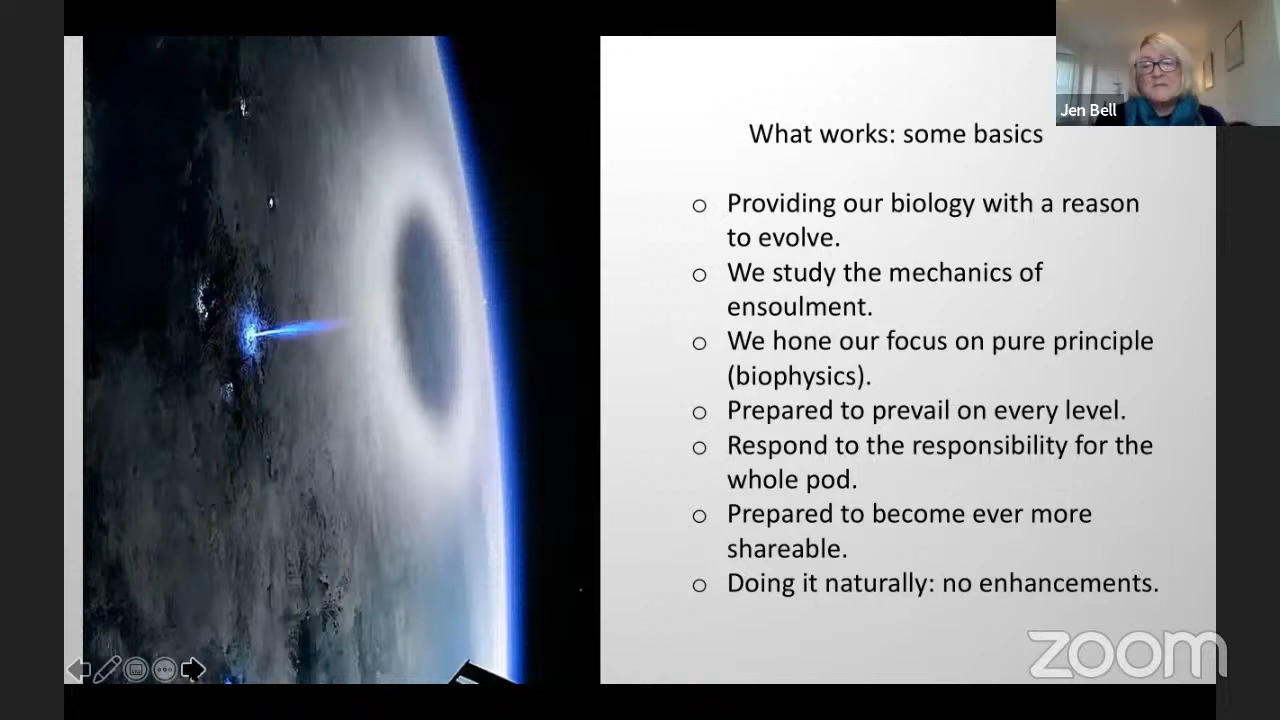 Jen Bell
What works: some basics
o Providing our biology with a reason
to evolve.
o We study the mechanics of
ensoulment.
o We hone our focus on pure principle
(biophysics).
o Prepared to prevail on every level.
o Respond to the responsibility for the
whole pod.
o Prepared to become ever more
shareable.
o Doing it naturally: no enhancements.
zoom